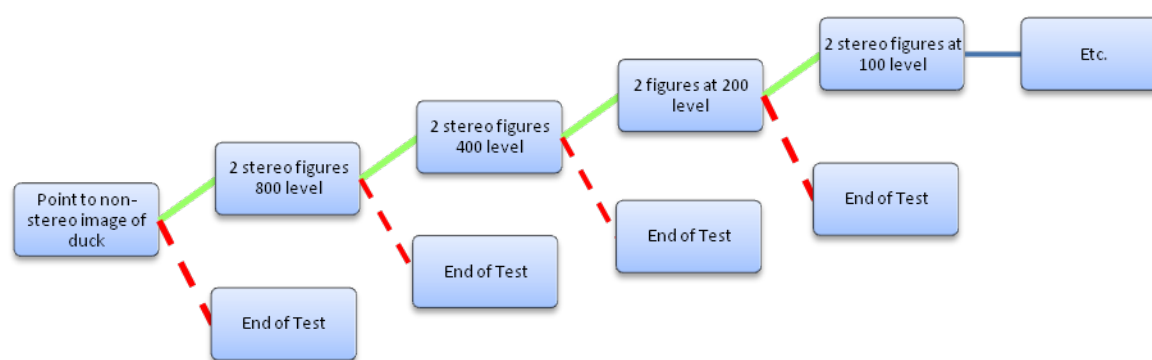 Point to non-
stereo image of
duck
End of Test
2 stereo figures
800 level
End of Test
2 stereo figures
400 level
End of Test
2 figures at 200
level
End of Test
2 stereo figures at
100 level
Etc.